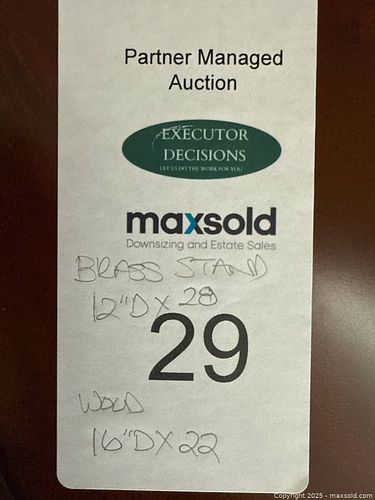 Partner Managed
Auction
EXECUTOR
DECISIONS
LET US DO THE WORK FOR YOU
maxsold
Downsizing and Estate Sales
BRASS STAND
12"D X 28
29
WOOD
16"D X 22
Copyright 2025 - maxsold.com